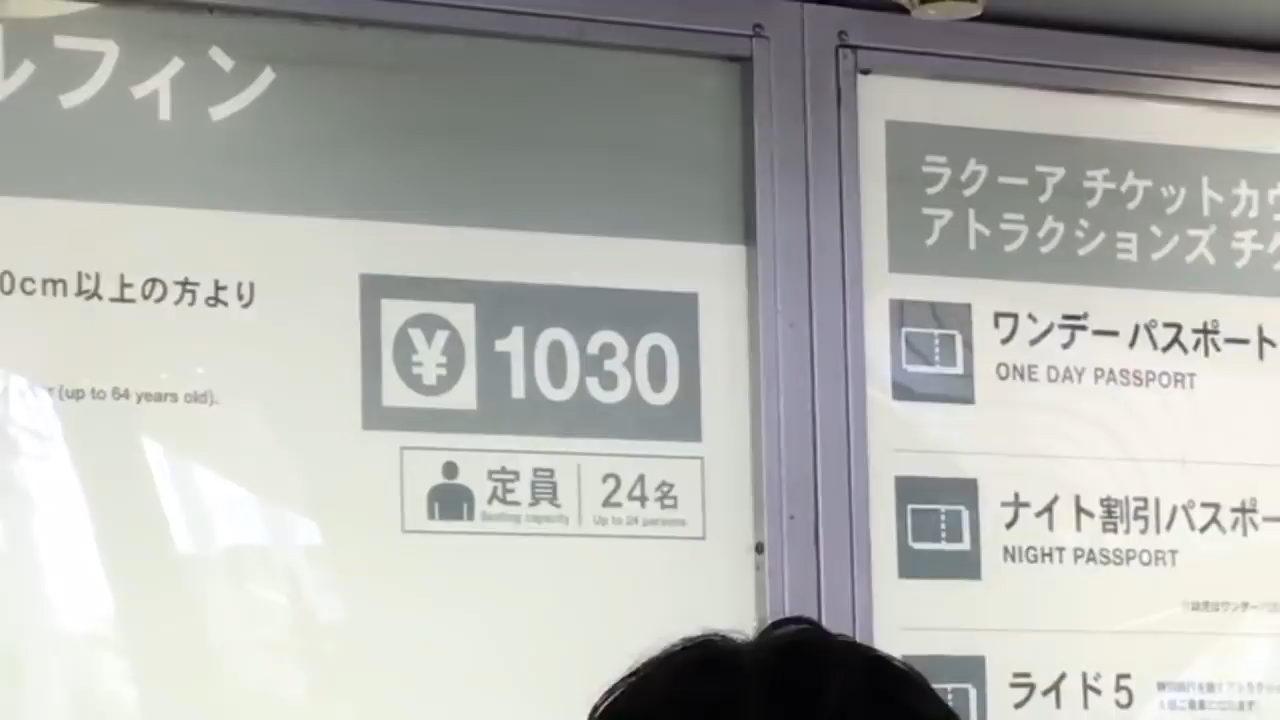 ルフィン
0cm以上の方より
(up to 64 years old).
¥ 1030
定員 24名
Seating capacity Up to 24 persons
ラクーア チケットカウ
アトラクションズ チケ
ワンデーパスポート
ONE DAY PASSPORT
ナイト割引パスポー
NIGHT PASSPORT
ライド5